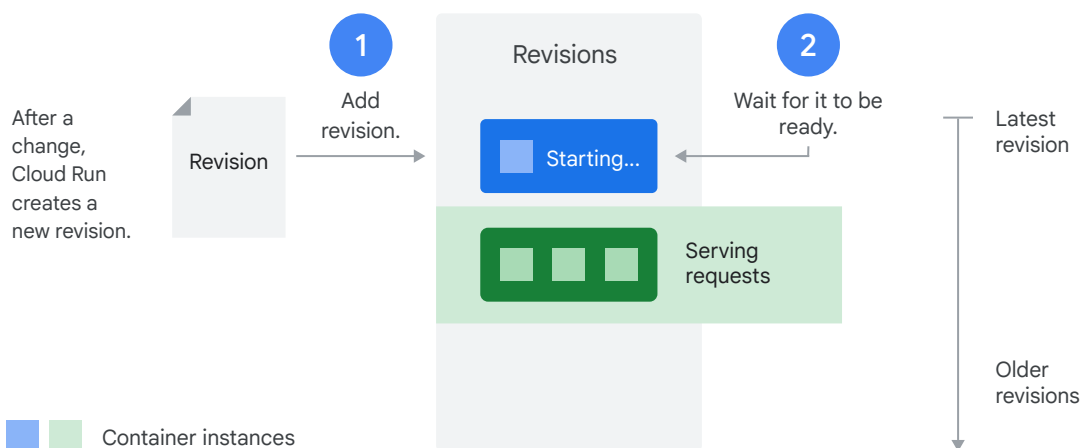 After a
change,
Cloud Run
creates a
new revision.
Revision
1
Add
revision.
Revisions
Starting...
2
Wait for it to be
ready.
Serving
requests
Latest
revision
Older
revisions
Container instances